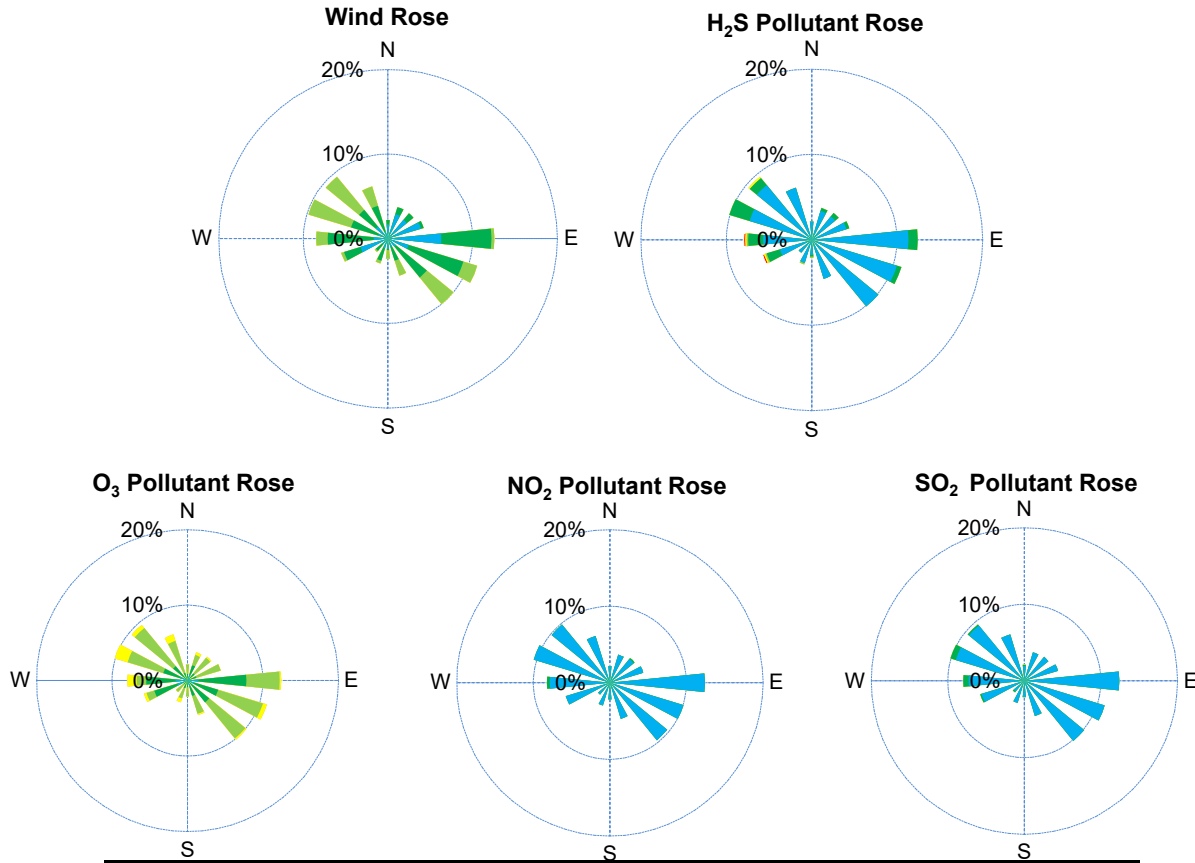 Wind Rose
N
20%
10%
0%
W
E
S
H₂S Pollutant Rose
N
20%
10%
0%
W
E
S
O₃ Pollutant Rose
N
20%
10%
0%
W
E
S
NO₂ Pollutant Rose
N
20%
10%
0%
W
E
S
SO₂ Pollutant Rose
N
20%
10%
0%
W
E
S